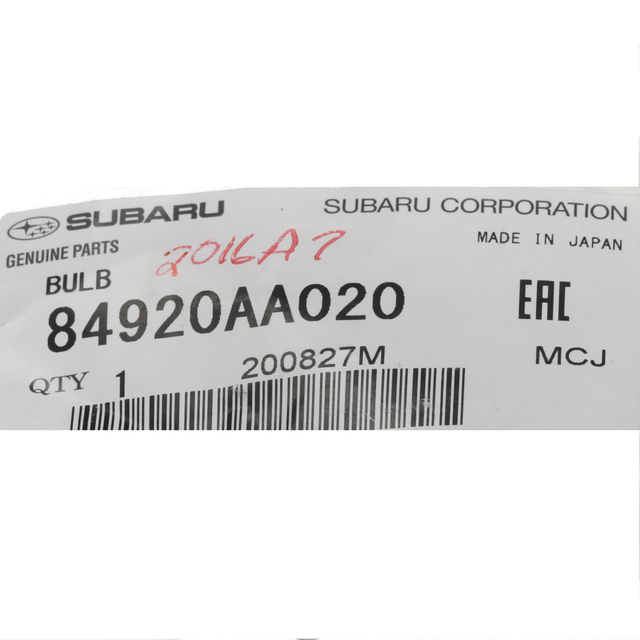 SUBARU
SUBARU CORPORATION
GENUINE PARTS
2016A7
MADE IN JAPAN
BULB
84920AA020
EAC
QTY 1
200827M
MCJ